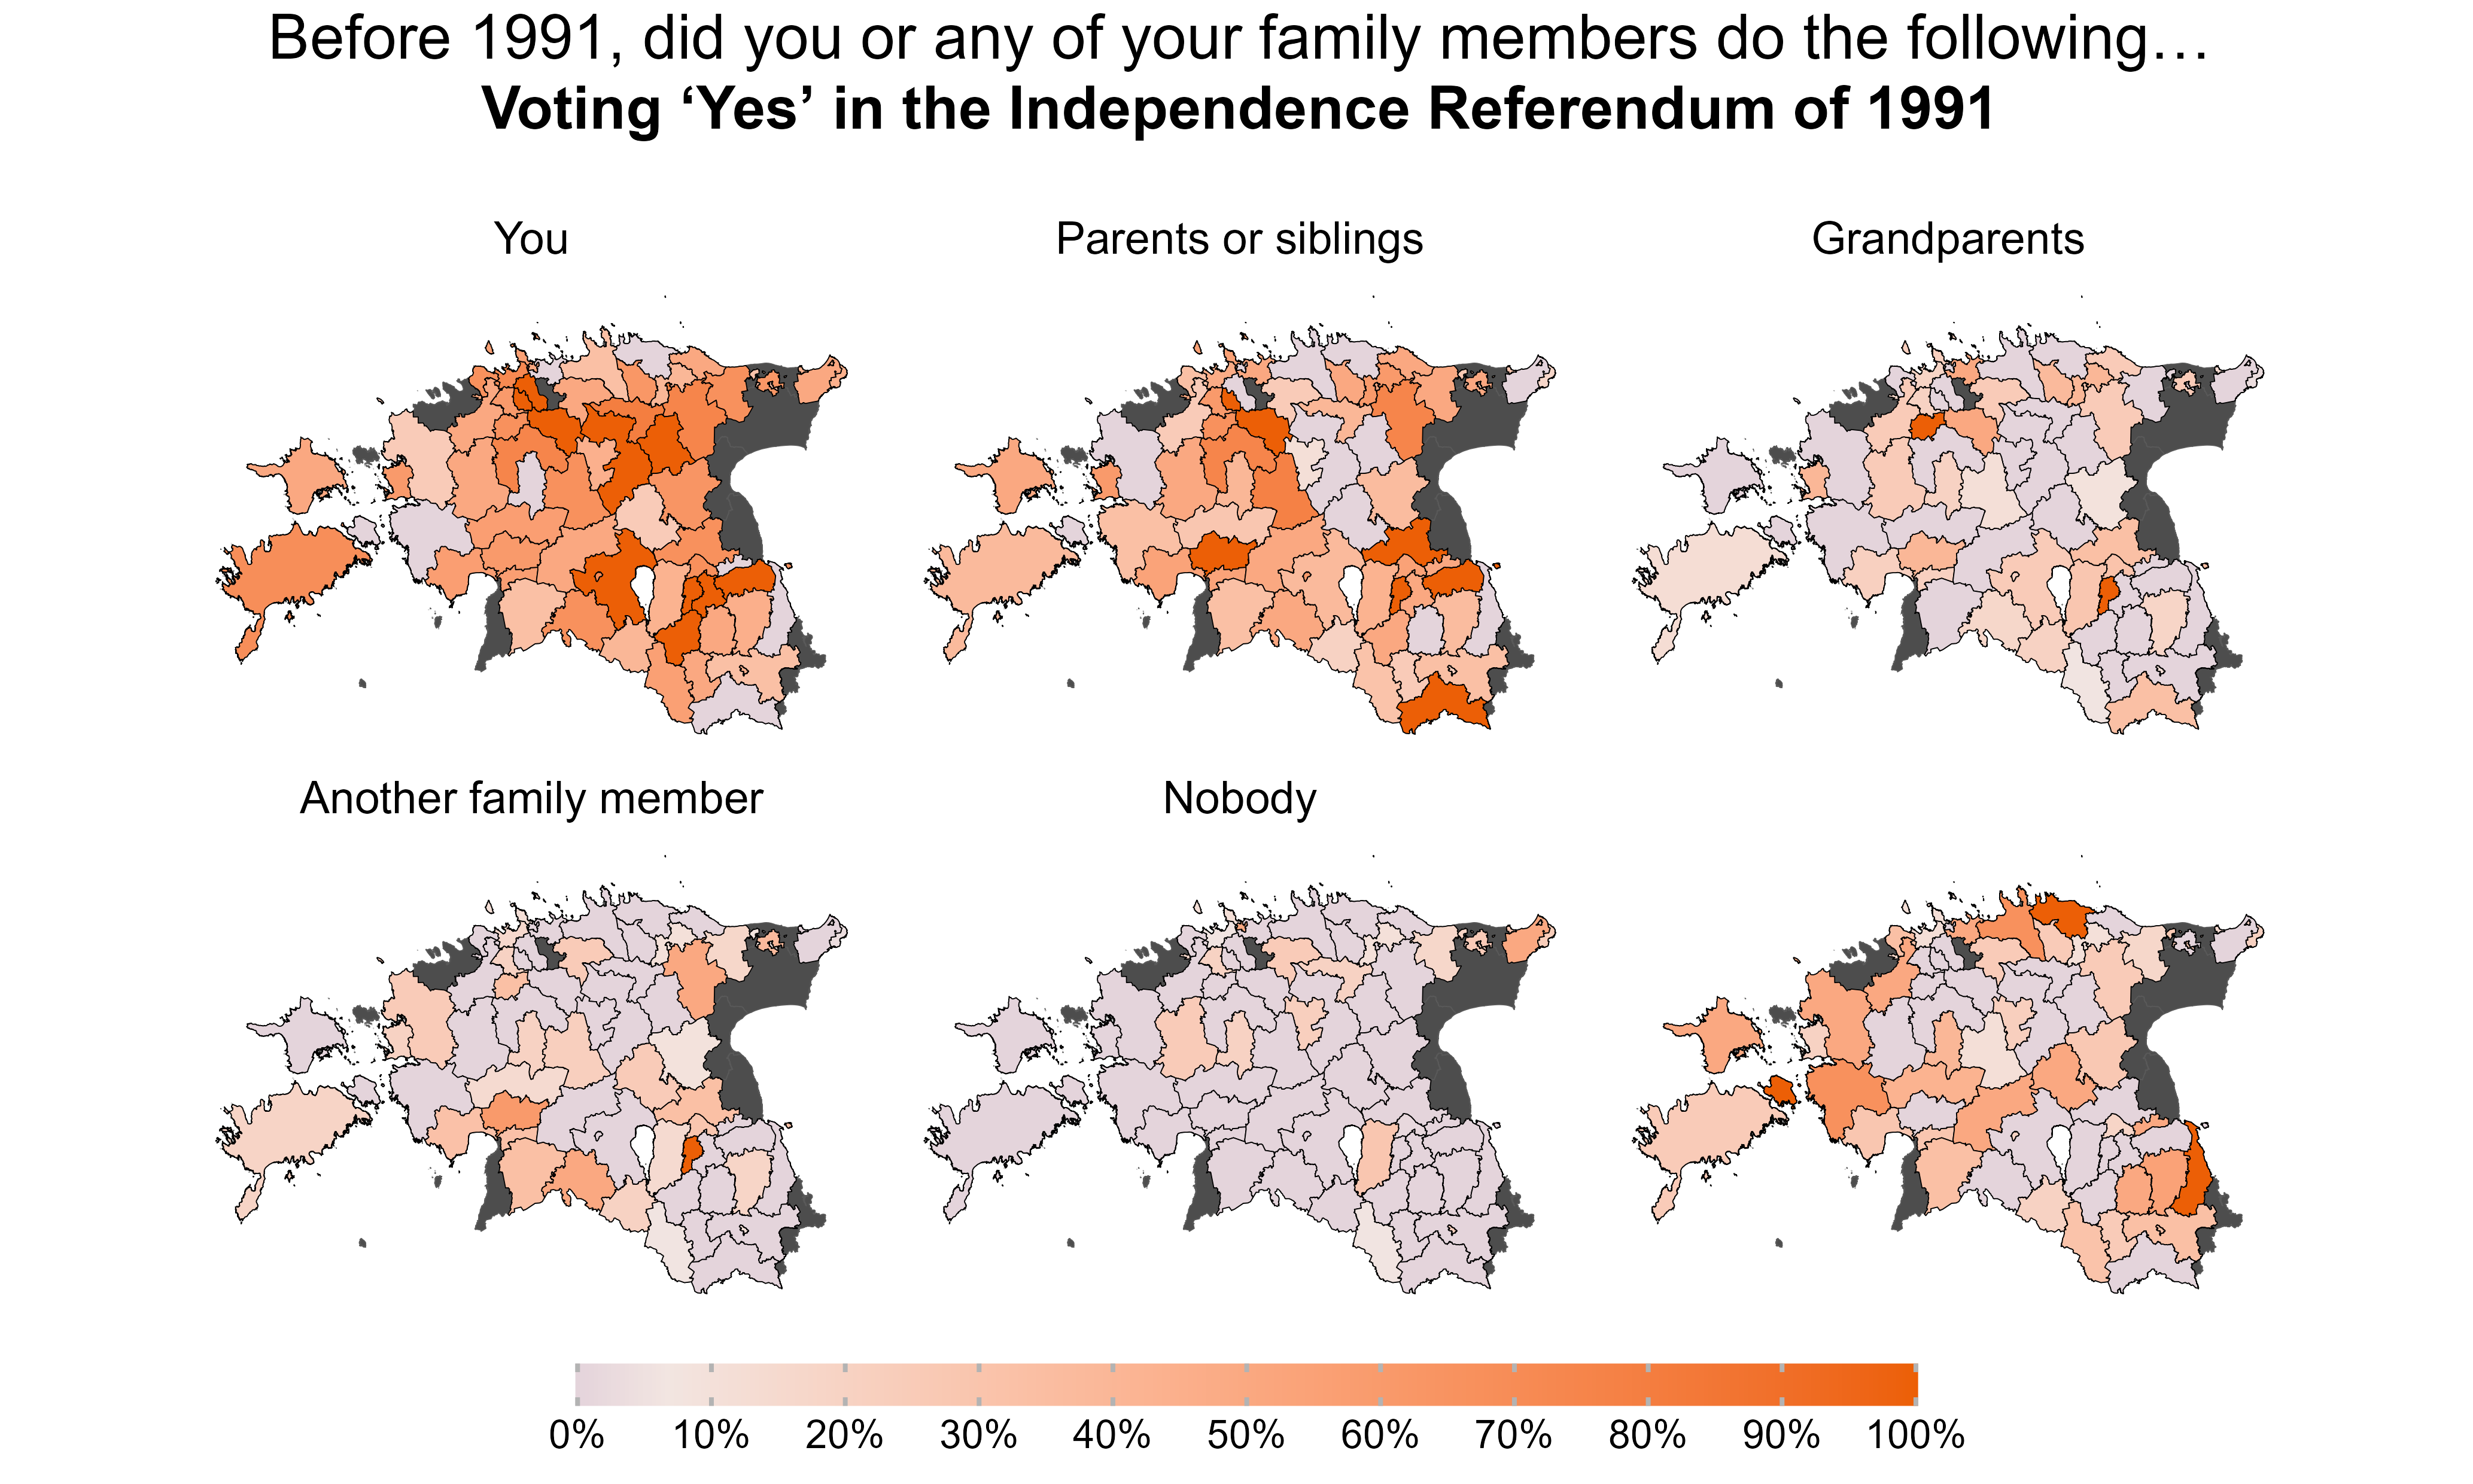 Before 1991, did you or any of your family members do the following…
Voting ‘Yes’ in the Independence Referendum of 1991
You
Parents or siblings
Grandparents
Another family member
Nobody
0%
10%
20%
30%
40%
50%
60%
70%
80%
90%
100%